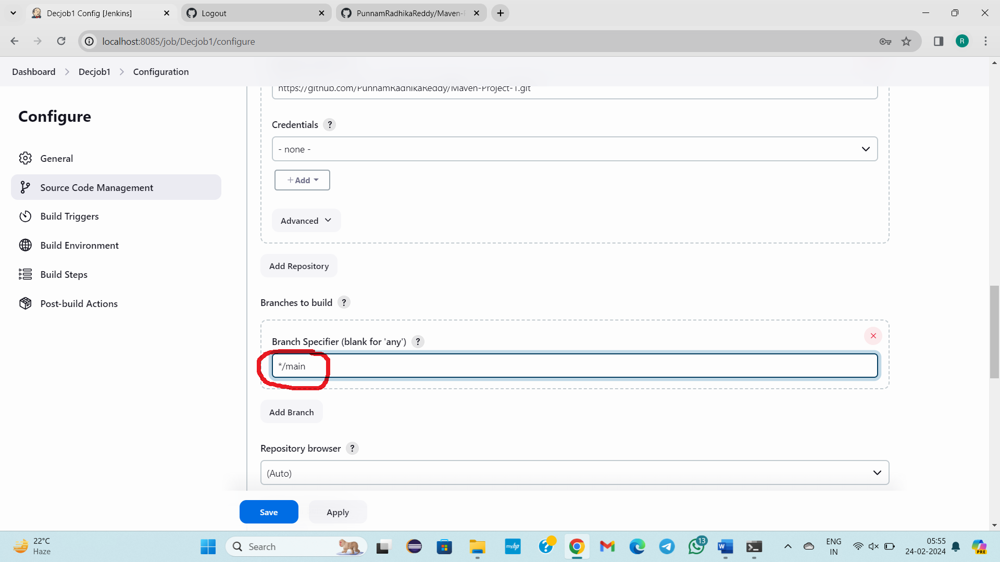 Decjob1 Config [Jenkins]
Logout
PunnamRadhikaReddy/Maven-
localhost:8085/job/Decjob1/configure
R
Dashboard
Decjob1
Configuration
https://github.com/PunnamRadhikaReddy/Maven-Project-1.git
Configure
Credentials ?
- none -
General
+ Add
Source Code Management
Build Triggers
Advanced
Build Environment
Add Repository
Build Steps
Branches to build ?
Post-build Actions
Branch Specifier (blank for 'any') ?
*/main
Add Branch
Repository browser ?
(Auto)
Save
Apply
22°C
Haze
Search
myhp
13
W
ENG
IN
05:55
24-02-2024
PRE